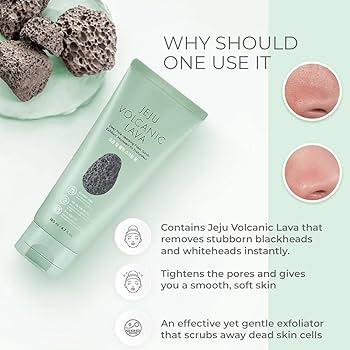 WHY SHOULD
ONE USE IT
JEJU
VOLCANIC
LAVA
Contains Jeju Volcanic Lava that
removes stubborn blackheads
and whiteheads instantly.
Tightens the pores and gives
you a smooth, soft skin
An effective yet gentle exfoliator
that scrubs away dead skin cells